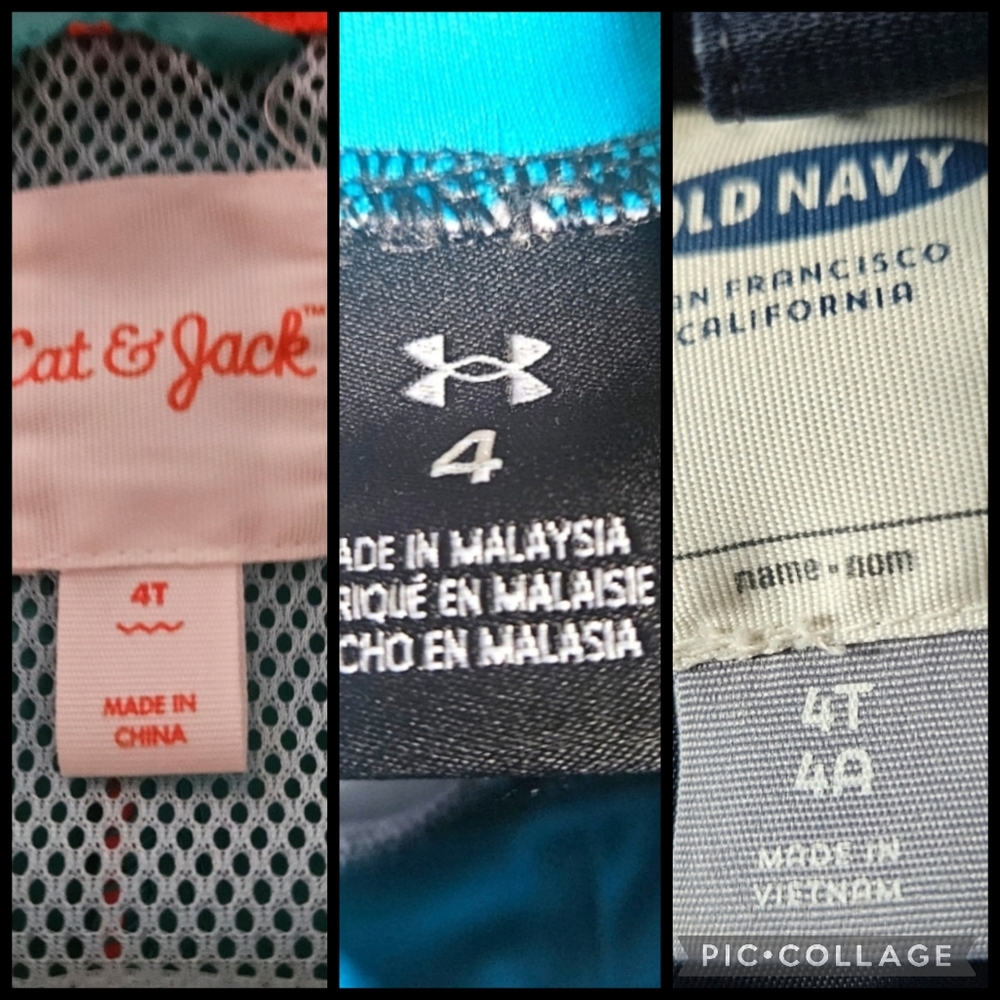 Cat & Jack™
4T
MADE IN
CHINA
4
ADE IN MALAYSIA
RIQUÉ EN MALAISIE
CHO EN MALASIA
OLD NAVY
AN FRANCISCO
CALIFORNIA
name • nom
4T
4A
MADE IN
VIETNAM
PIC•COLLAGE